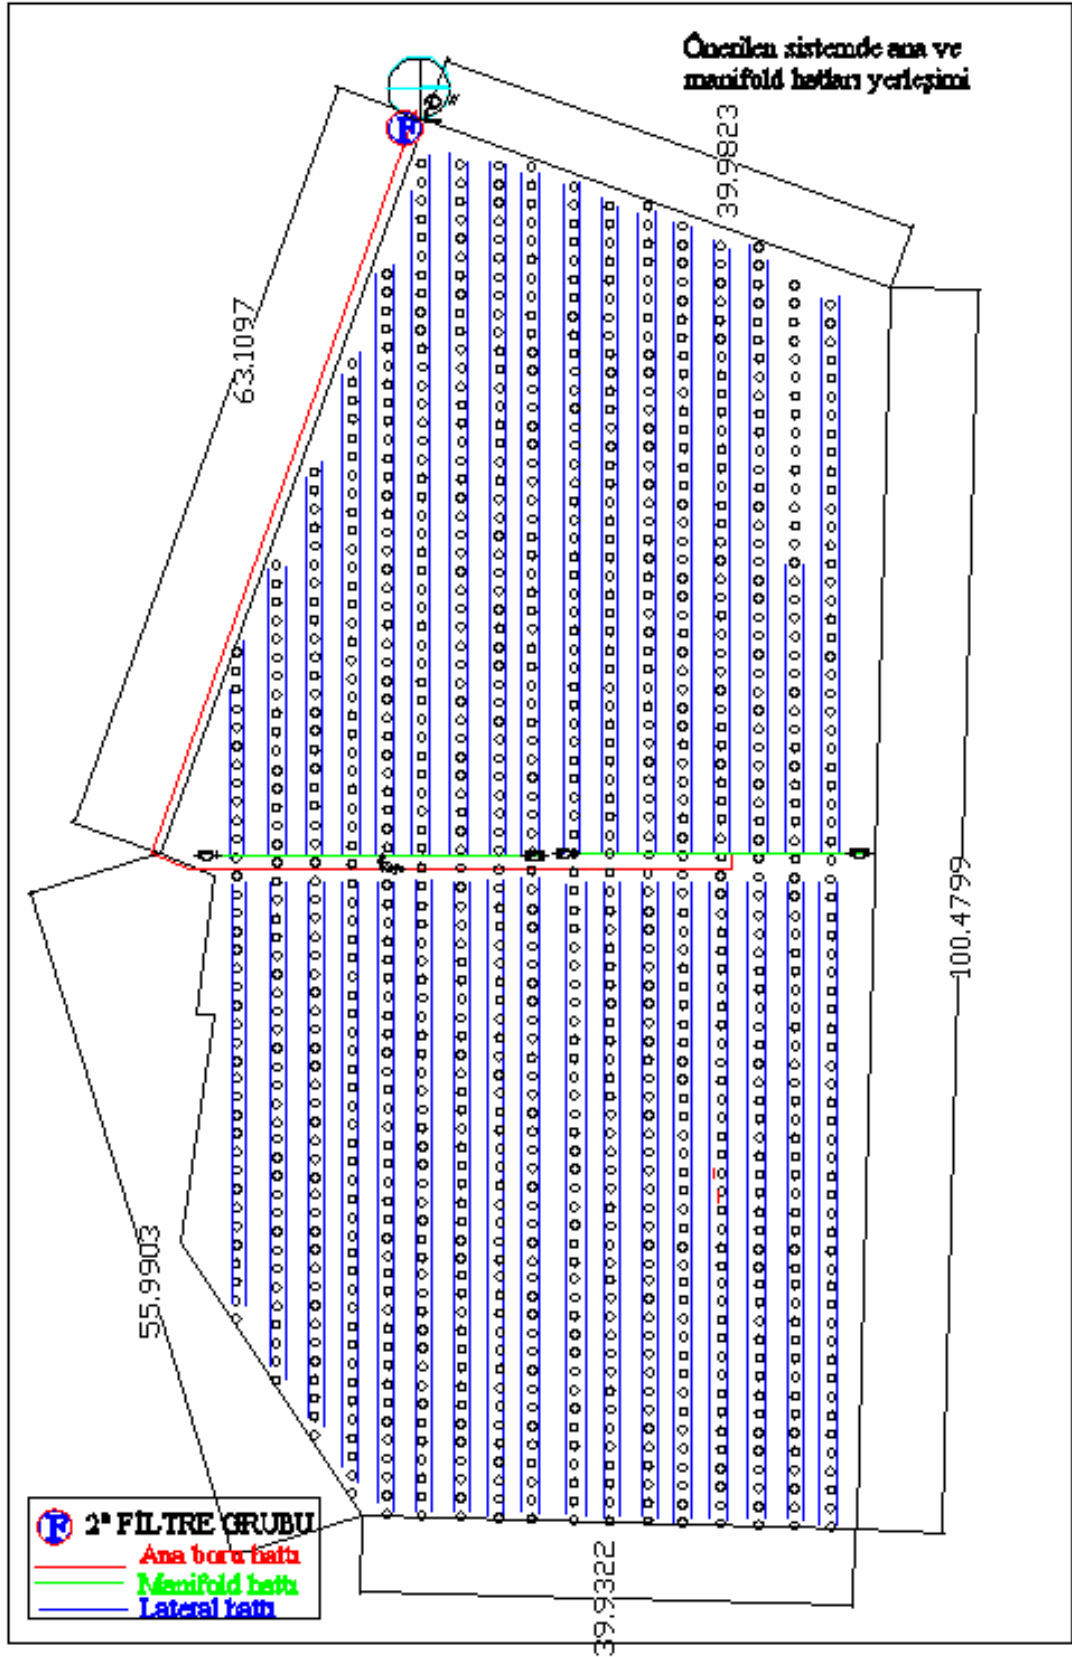 Önerilen sistemde ana ve
manifold hatları yerleşimi
F
2"
39.9823
63.1097
100.4799
55.9903
39.9322
F 2" FİLTRE GRUBU
Ana boru hattı
Manifold hattı
Lateral hattı